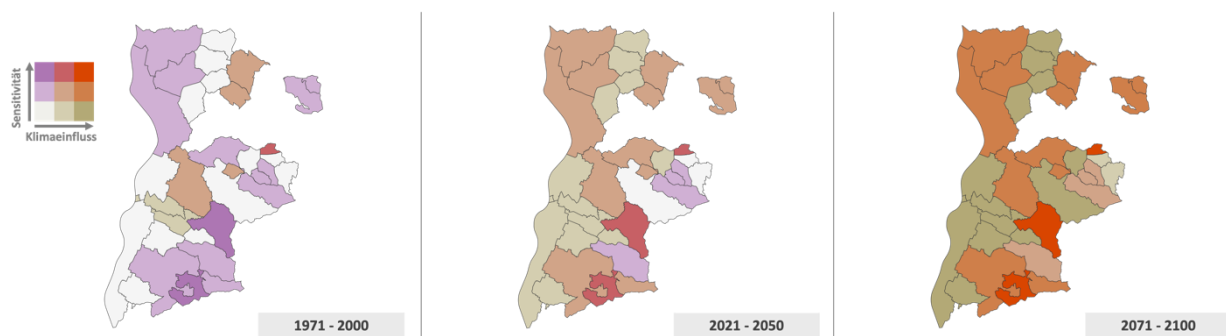 Sensitivität
Klimaeinfluss
1971 - 2000
2021 - 2050
2071 - 2100